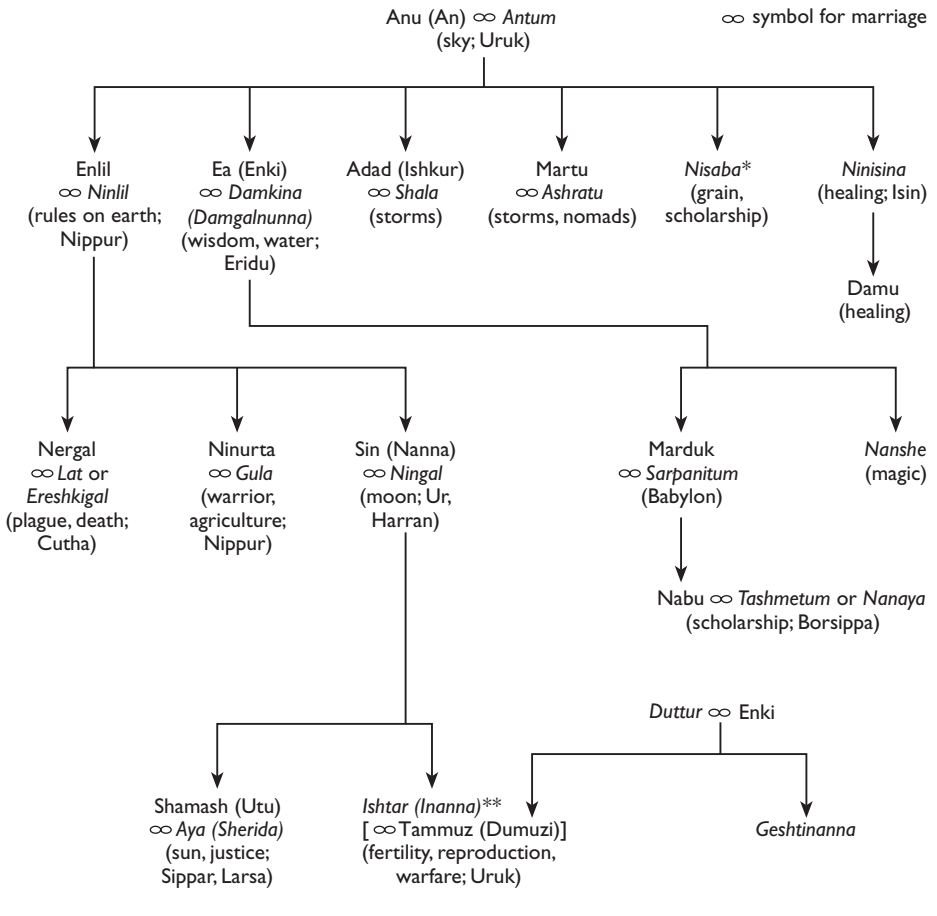 Anu (An) ∞ Antum
(sky; Uruk)
∞ symbol for marriage
Enlil
∞ Ninlil
(rules on earth;
Nippur)
Ea (Enki)
∞ Damkina
(Damgalnunna)
(wisdom, water;
Eridu)
Adad (Ishkur)
∞ Shala
(storms)
Martu
∞ Ashratu
(storms, nomads)
Nisaba*
(grain,
scholarship)
Ninisina
(healing; Isin)
Damu
(healing)
Nergal
∞ Lat or
Ereshkigal
(plague, death;
Cutha)
Ninurta
∞ Gula
(warrior,
agriculture;
Nippur)
Sin (Nanna)
∞ Ningal
(moon; Ur,
Harran)
Marduk
∞ Sarpanitum
(Babylon)
Nanshe
(magic)
Nabu ∞ Tashmetum or Nanaya
(scholarship; Borsippa)
Duttur ∞ Enki
Shamash (Utu)
∞ Aya (Sherida)
(sun, justice;
Sippar, Larsa)
Ishtar (Inanna)**
[ ∞ Tammuz (Dumuzi)]
(fertility, reproduction,
warfare; Uruk)
Geshtinanna